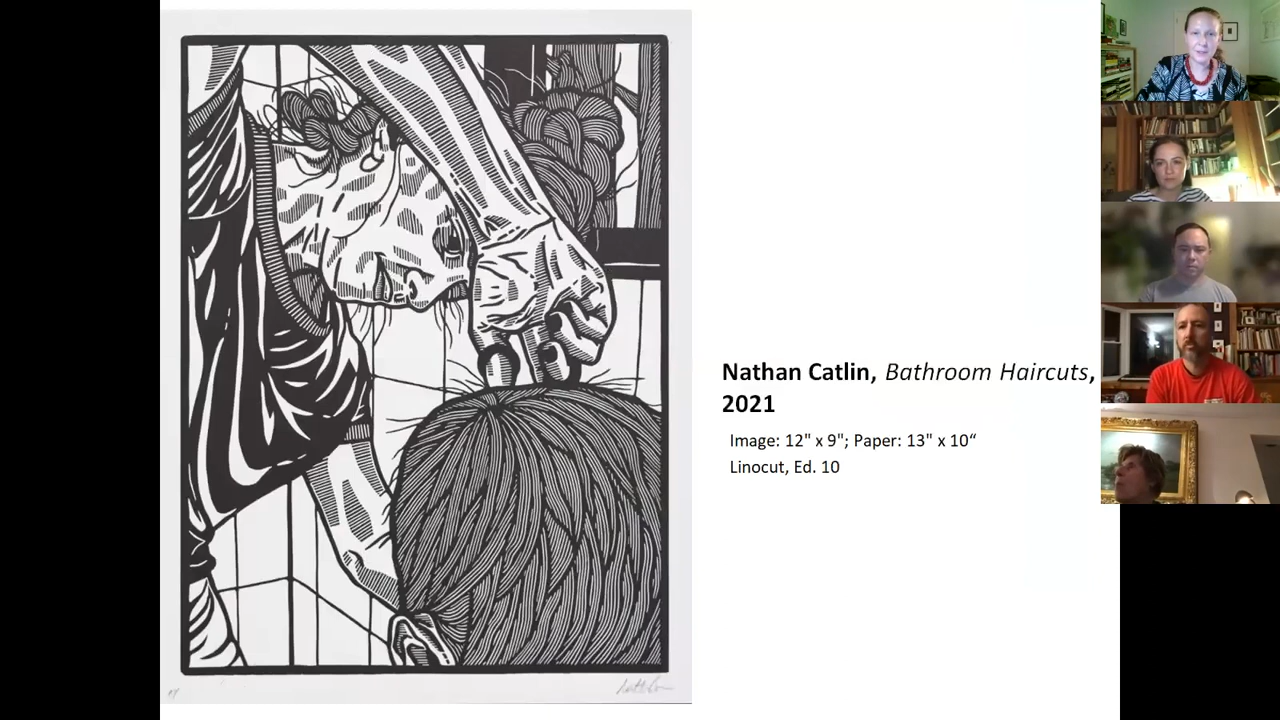 Nathan Catlin, Bathroom Haircuts,
2021
Image: 12" x 9"; Paper: 13" x 10“
Linocut, Ed. 10